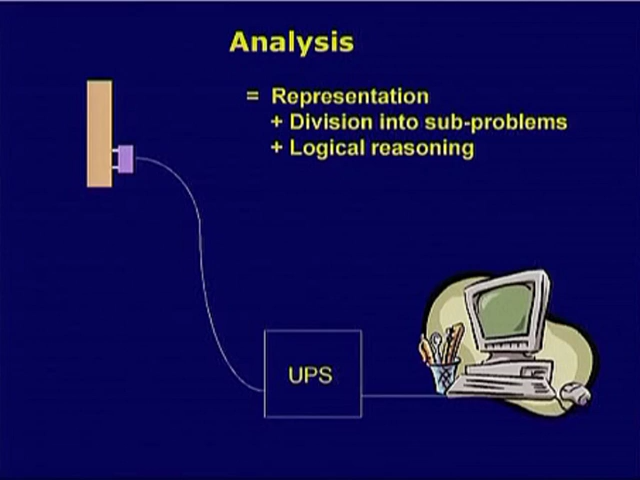 Analysis
= Representation
+ Division into sub-problems
+ Logical reasoning
UPS